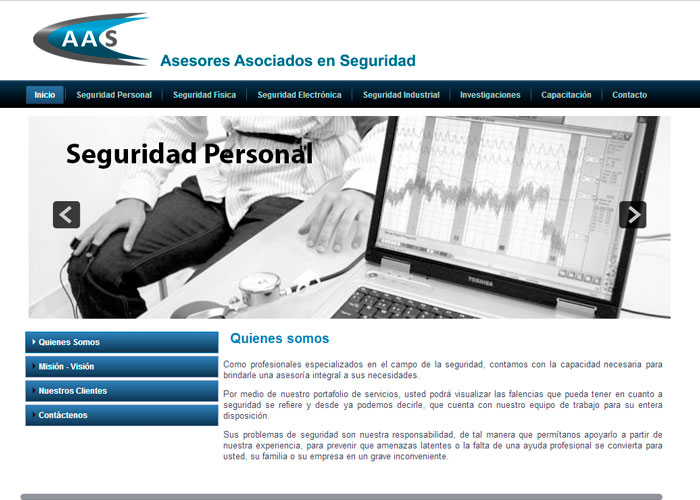 AAS
Asesores Asociados en Seguridad
Inicio
Seguridad Personal
Seguridad Física
Seguridad Electrónica
Seguridad Industrial
Investigaciones
Capacitación
Contacto
Seguridad Personal
TOSHIBA
Quienes Somos
Misión - Visión
Nuestros Clientes
Contáctenos
Quienes somos
Como profesionales especializados en el campo de la seguridad, contamos con la capacidad necesaria para
brindarle una asesoría integral a sus necesidades.
Por medio de nuestro portafolio de servicios, usted podrá visualizar las falencias que pueda tener en cuanto a
seguridad se refiere y desde ya podemos decirle, que cuenta con nuestro equipo de trabajo para su entera
disposición.
Sus problemas de seguridad son nuestra responsabilidad, de tal manera que permítanos apoyarlo a partir de
nuestra experiencia, para prevenir que amenazas latentes o la falta de una ayuda profesional se convierta para
usted, su familia o su empresa en un grave inconveniente.